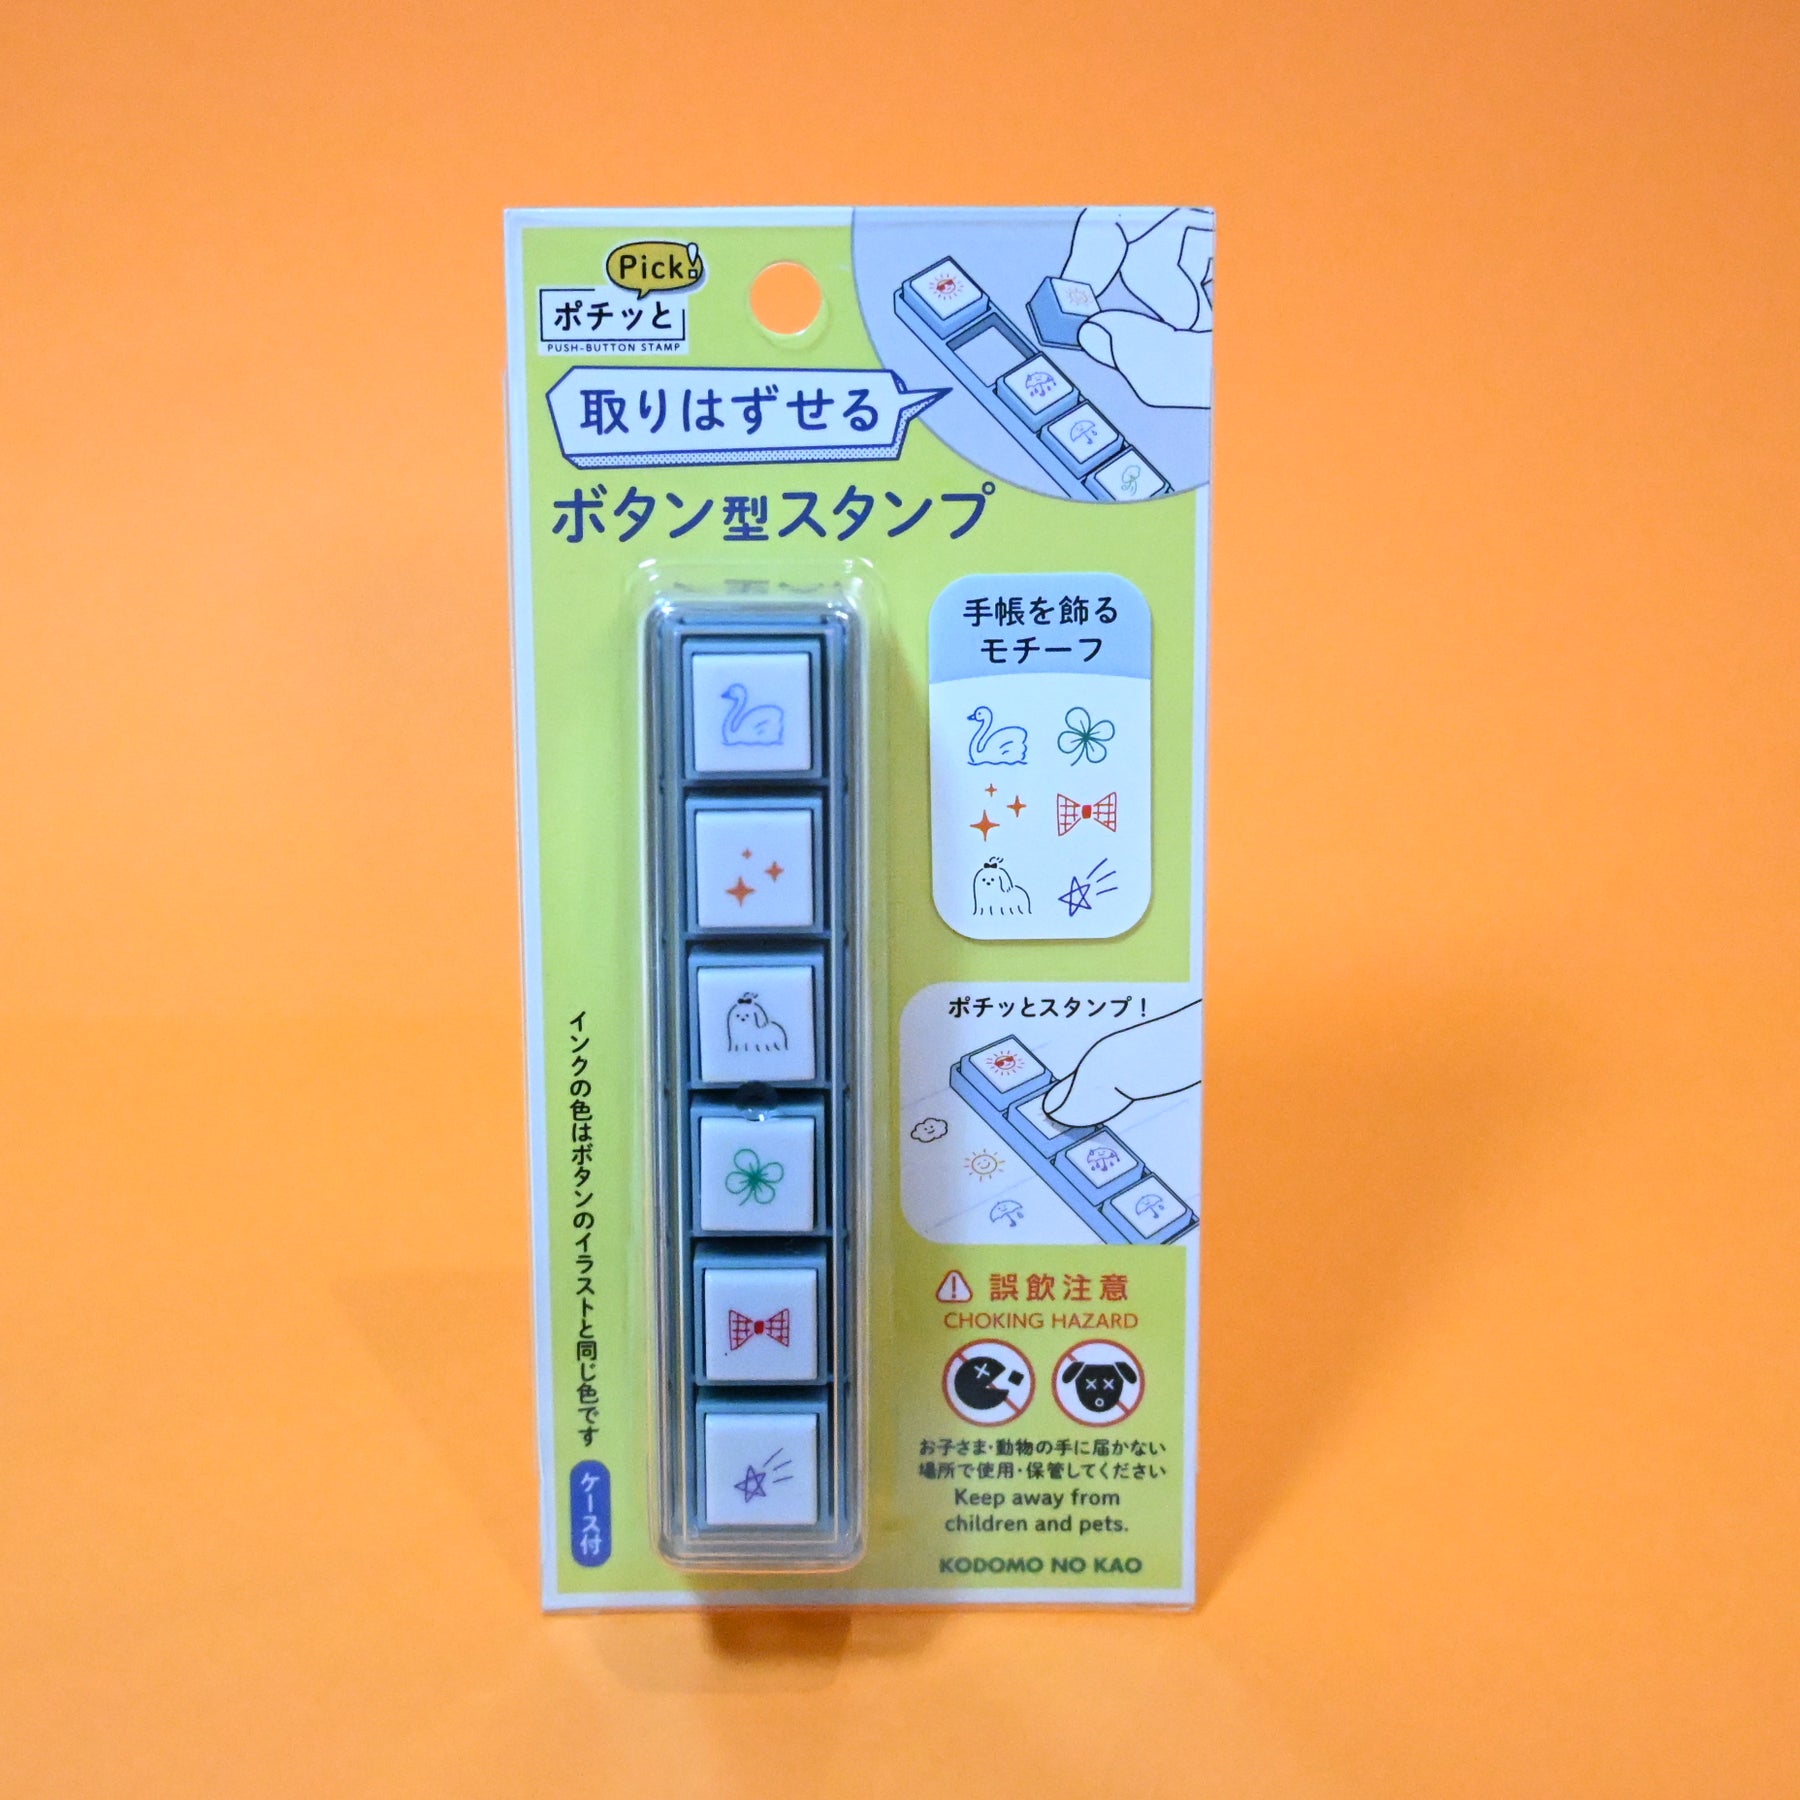 Pick!
ポチッと
PUSH-BUTTON STAMP
取りはずせる
ボタン型スタンプ
手帳を飾る
モチーフ
ポチッとスタンプ！
インクの色はボタンのイラストと同じ色です
ケース付
誤飲注意
CHOKING HAZARD
お子さま・動物の手に届かない
場所で使用・保管してください
Keep away from
children and pets.
KODOMO NO KAO